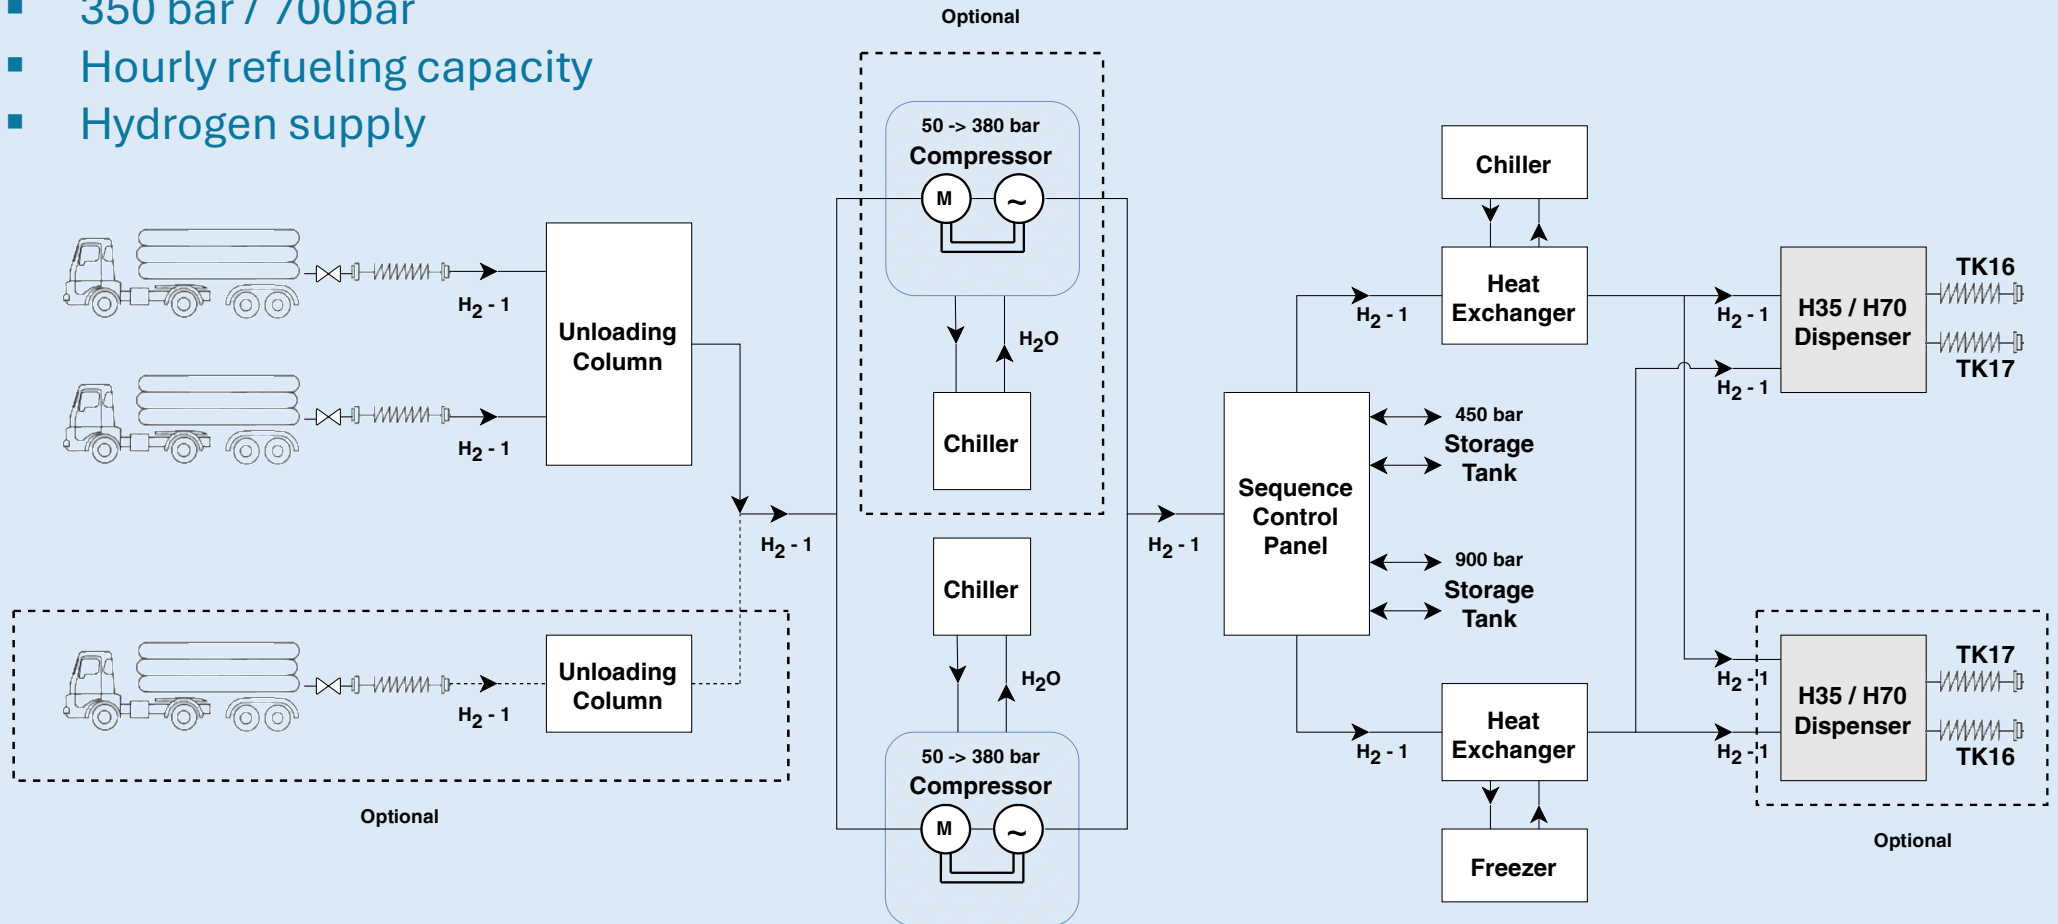 350 bar / 700bar
Hourly refueling capacity
Hydrogen supply
Optional
50 -> 380 bar
Compressor
M
~
H2O
Chiller
H2 - 1
H2 - 1
Unloading
Column
H2 - 1
Unloading
Column
H2 - 1
Optional
Chiller
H2O
50 -> 380 bar
Compressor
M
~
H2 - 1
Sequence
Control
Panel
450 bar
Storage
Tank
900 bar
Storage
Tank
Chiller
Heat
Exchanger
H2 - 1
H2 - 1
H2 - 1
H35 / H70
Dispenser
TK16
TK17
H2 - 1
Heat
Exchanger
Freezer
H2 - 1
H2 - 1
H35 / H70
Dispenser
TK17
TK16
Optional
H2 - 1